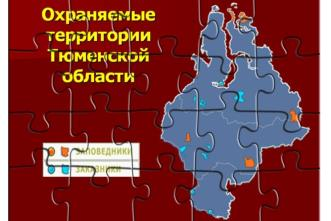 Охраняемые
территории
Тюменской
области
ЗАПОВЕДНИКИ
ЗАКАЗНИКИ